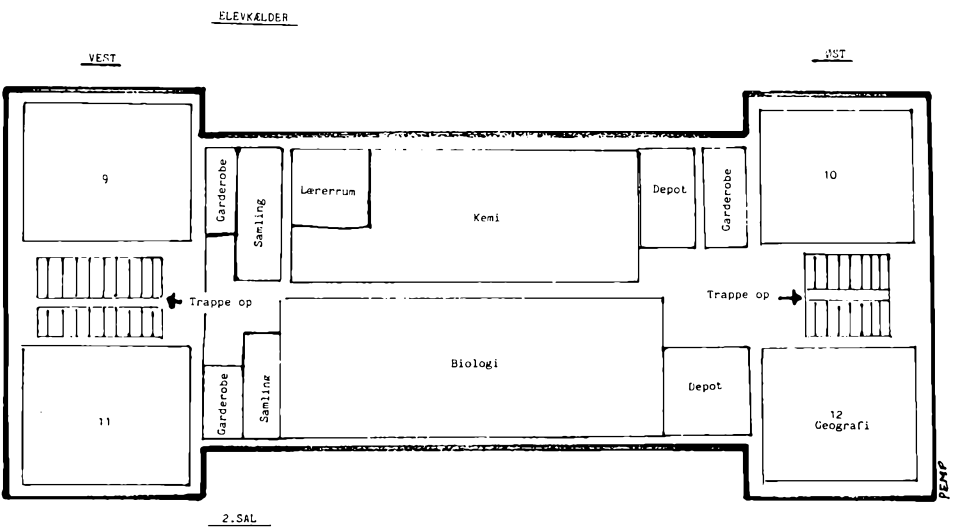 ELEVKÆLDER
VEST
ØST
9
Garderobe
Samling
Lærerrum
Kemi
Depot
Garderobe
10
Trappe op
Trappe op
11
Garderobe
Samling
Biologi
Depot
12
Geografi
PEMP
2.SAL